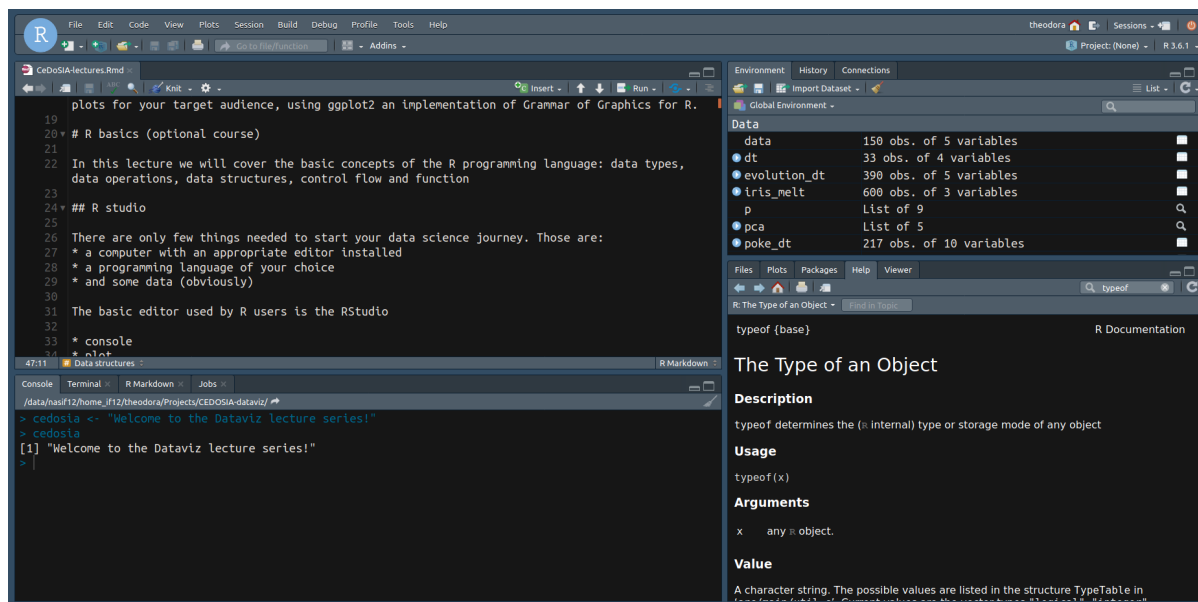 R
File Edit Code View Plots Session Build Debug Profile Tools Help
theodora Sessions
Go to file/function Addins
Project: (None) R 3.6.1
CeDoSIA-lectures.Rmd
ABC Knit Insert Run
plots for your target audience, using ggplot2 an implementation of Grammar of Graphics for R.
19
20 # R basics (optional course)
21
22 In this lecture we will cover the basic concepts of the R programming language: data types,
data operations, data structures, control flow and function
23
24 ## R studio
25
26 There are only few things needed to start your data science journey. Those are:
27 * a computer with an appropriate editor installed
28 * a programming language of your choice
29 * and some data (obviously)
30
31 The basic editor used by R users is the RStudio
32
33 * console
34 * plot
47:11 # Data structures R Markdown
Console Terminal R Markdown Jobs
/data/nasif12/home_if12/theodora/Projects/CEDOSIA-dataviz/
> cedosia <- "Welcome to the Dataviz lecture series!"
> cedosia
[1] "Welcome to the Dataviz lecture series!"
>
Environment History Connections
Import Dataset List
Global Environment
Data
data 150 obs. of 5 variables
dt 33 obs. of 4 variables
evolution_dt 390 obs. of 5 variables
iris_melt 600 obs. of 3 variables
p List of 9
pca List of 5
poke_dt 217 obs. of 10 variables
Files Plots Packages Help Viewer
typeof
R: The Type of an Object Find in Topic
typeof {base} R Documentation
The Type of an Object
Description
typeof determines the (R internal) type or storage mode of any object
Usage
typeof(x)
Arguments
x any R object.
Value
A character string. The possible values are listed in the structure TypeTable in